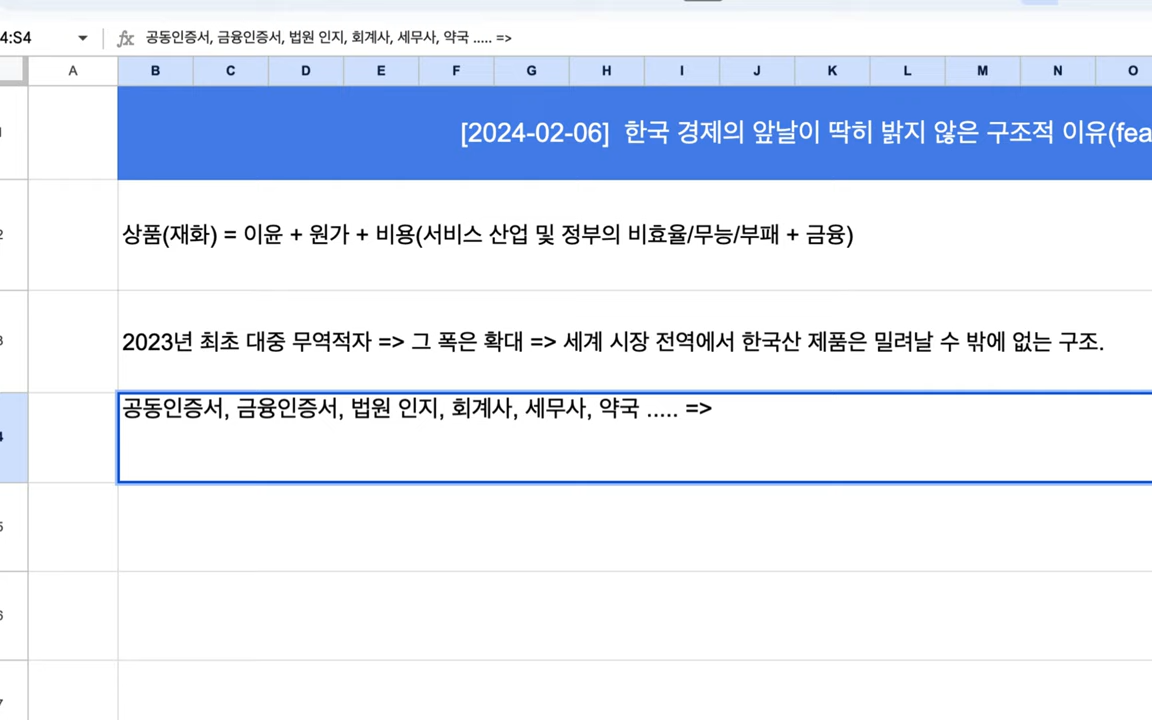 4:S4
fx
공동인증서, 금융인증서, 법원 인지, 회계사, 세무사, 약국 ..... =>
A B C D E F G H I J K L M N O
1
[2024-02-06] 한국 경제의 앞날이 딱히 밝지 않은 구조적 이유(fea
2
상품(재화) = 이윤 + 원가 + 비용(서비스 산업 및 정부의 비효율/무능/부패 + 금융)
3
2023년 최초 대중 무역적자 => 그 폭은 확대 => 세계 시장 전역에서 한국산 제품은 밀려날 수 밖에 없는 구조.
4
공동인증서, 금융인증서, 법원 인지, 회계사, 세무사, 약국 ..... =>
5
6
7